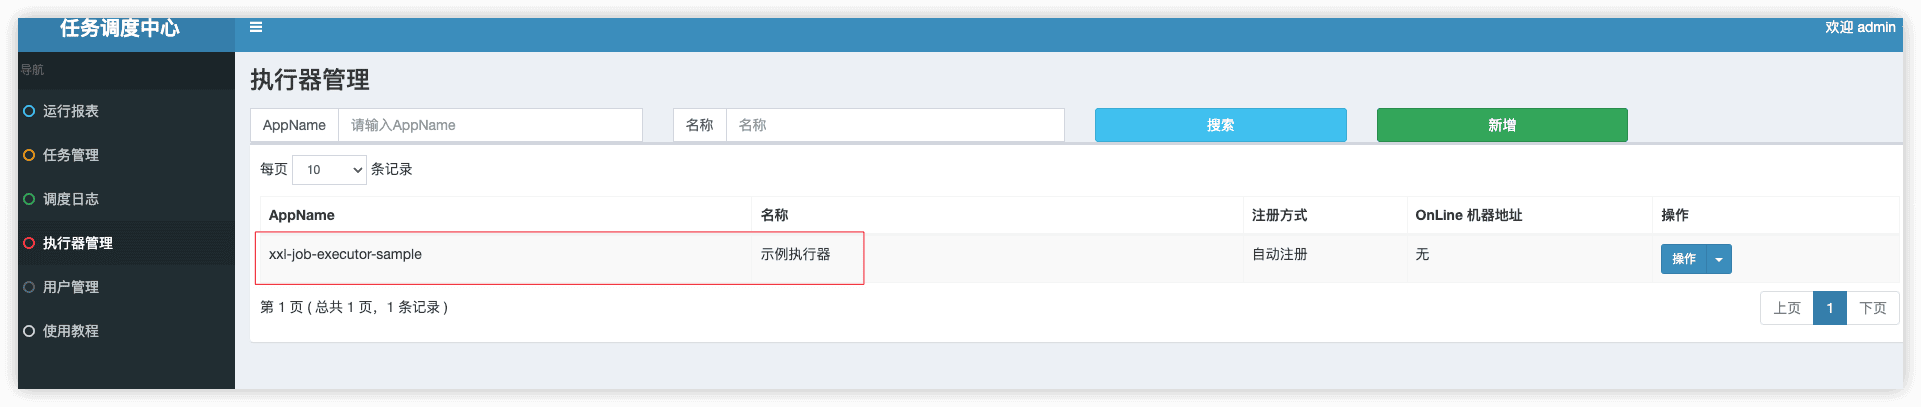 任务调度中心
欢迎 admin
导航
运行报表
任务管理
调度日志
执行器管理
用户管理
使用教程
执行器管理
AppName 请输入AppName 名称 名称 搜索 新增
每页 10 条记录
AppName 名称 注册方式 OnLine 机器地址 操作
xxl-job-executor-sample 示例执行器 自动注册 无 操作
第 1 页 ( 总共 1 页，1 条记录 ) 上页 1 下页